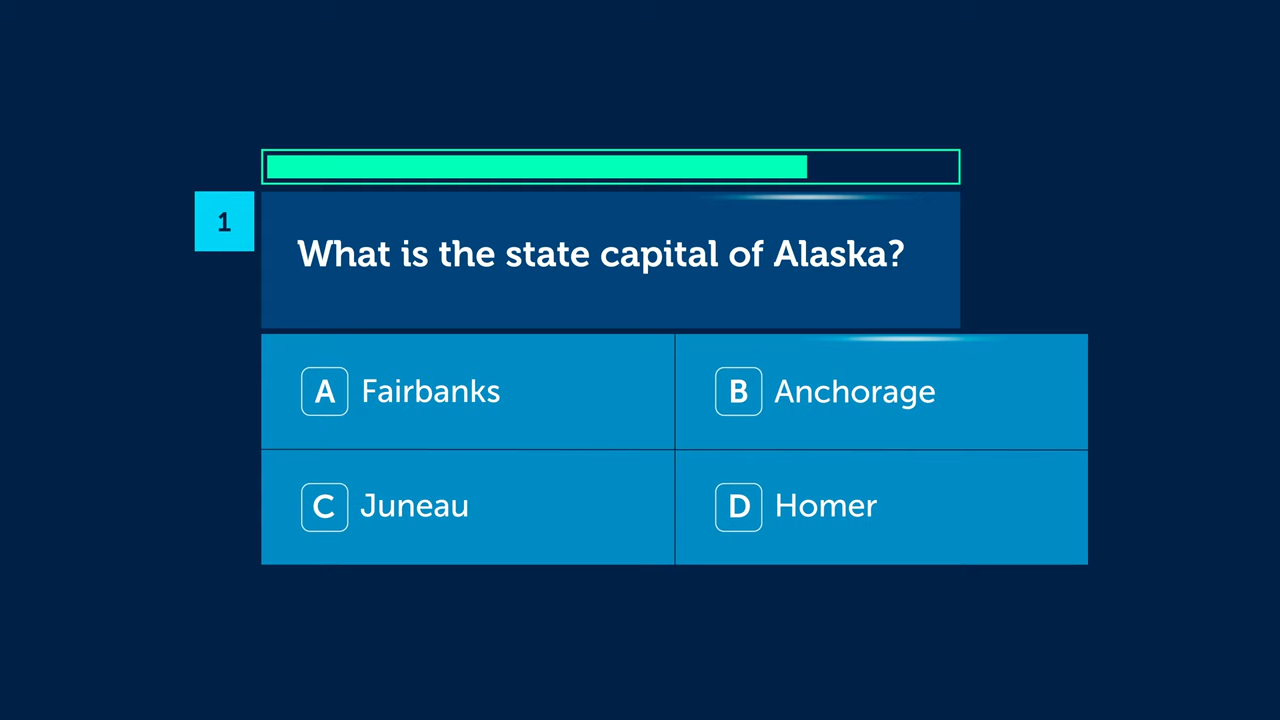 1
What is the state capital of Alaska?
A Fairbanks
B Anchorage
C Juneau
D Homer